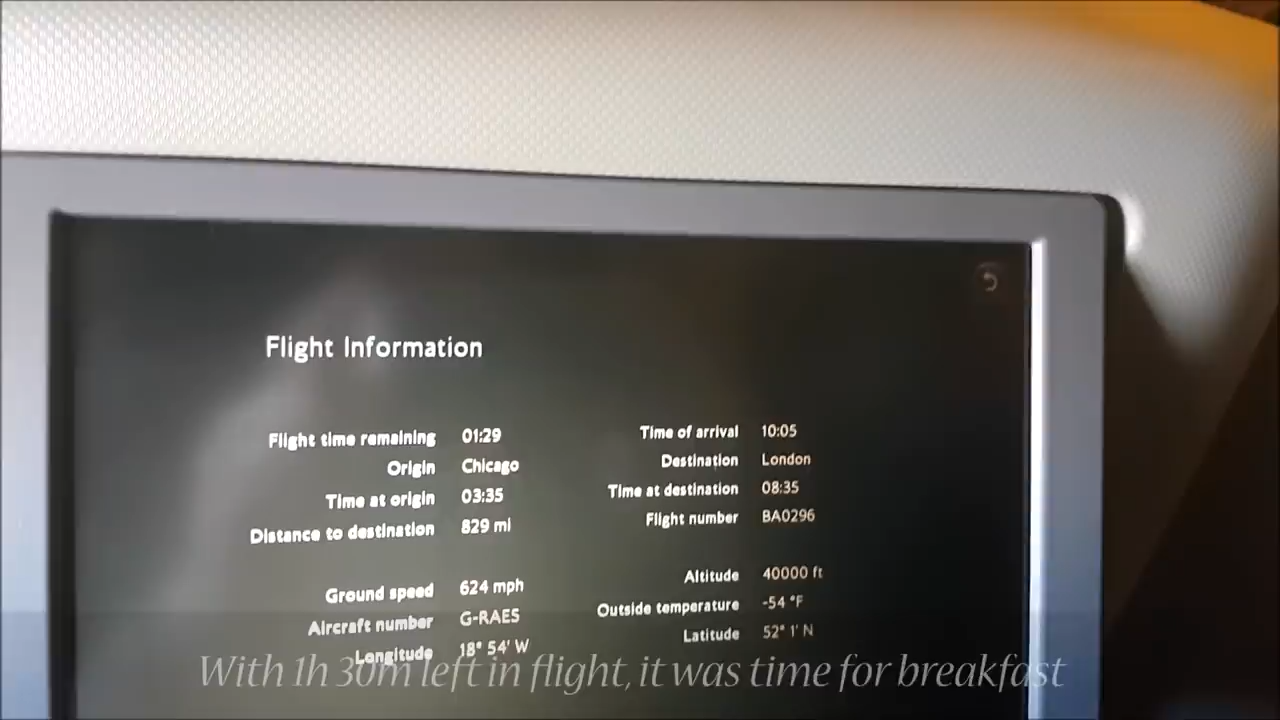 Flight Information
Flight time remaining 01:29
Origin Chicago
Time at origin 03:35
Distance to destination 829 mi
Ground speed 624 mph
Aircraft number G-RAES
Longitude 18° 54' W
Time of arrival 10:05
Destination London
Time at destination 08:35
Flight number BA0296
Altitude 40000 ft
Outside temperature -54 °F
Latitude 52° 1' N
With 1h 30m left in flight, it was time for breakfast